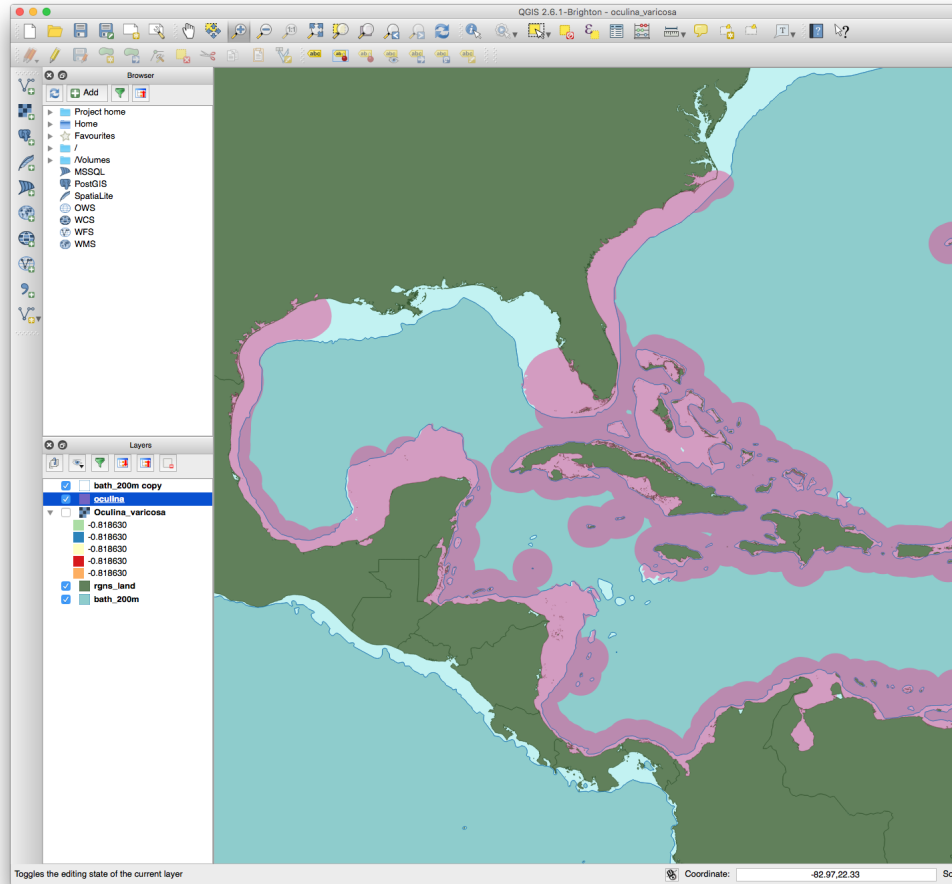 QGIS 2.6.1-Brighton - oculina_varicosa
Browser
Add
Project home
Home
Favourites
/
/Volumes
MSSQL
PostGIS
SpatiaLite
OWS
WCS
WFS
WMS
Layers
bath_200m copy
oculina
Oculina_varicosa
-0.818630
-0.818630
-0.818630
-0.818630
-0.818630
rgns_land
bath_200m
Toggles the editing state of the current layer
Coordinate:
-82.97,22.33